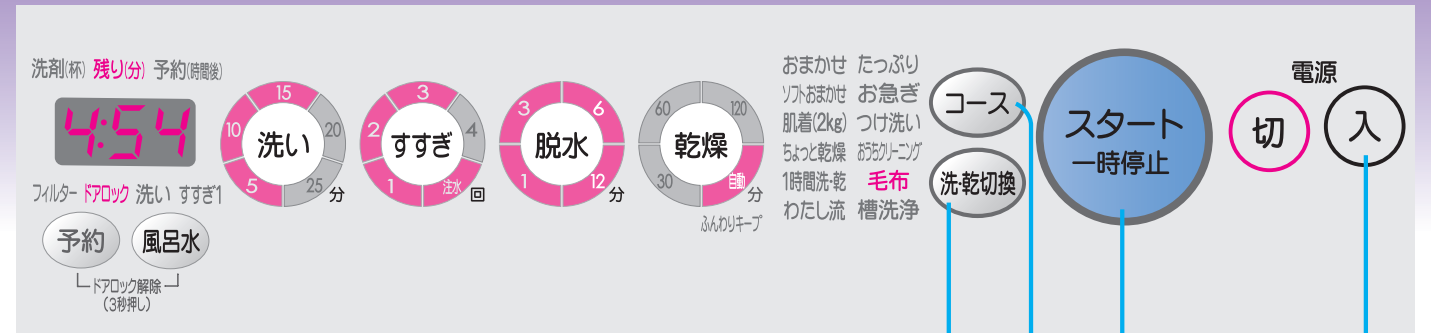 洗剤(杯) 残り(分) 予約(時間後)
4:54
フィルター ドアロック 洗い すすぎ1
予約 風呂水
ドアロック解除
(3秒押し)
15
10 20
洗い
5 25 分
3
2 4
すすぎ
1 注水 回
3 6
脱水
1 12 分
60 120
乾燥
30 自動 分
ふんわりキープ
おまかせ たっぷり
ソフトおまかせ お急ぎ
肌着(2kg) つけ洗い
ちょっと乾燥 おうちクリーニング
1時間洗・乾 毛布
わたし流 槽洗浄
コース
洗・乾切換
スタート
一時停止
電源
切 入